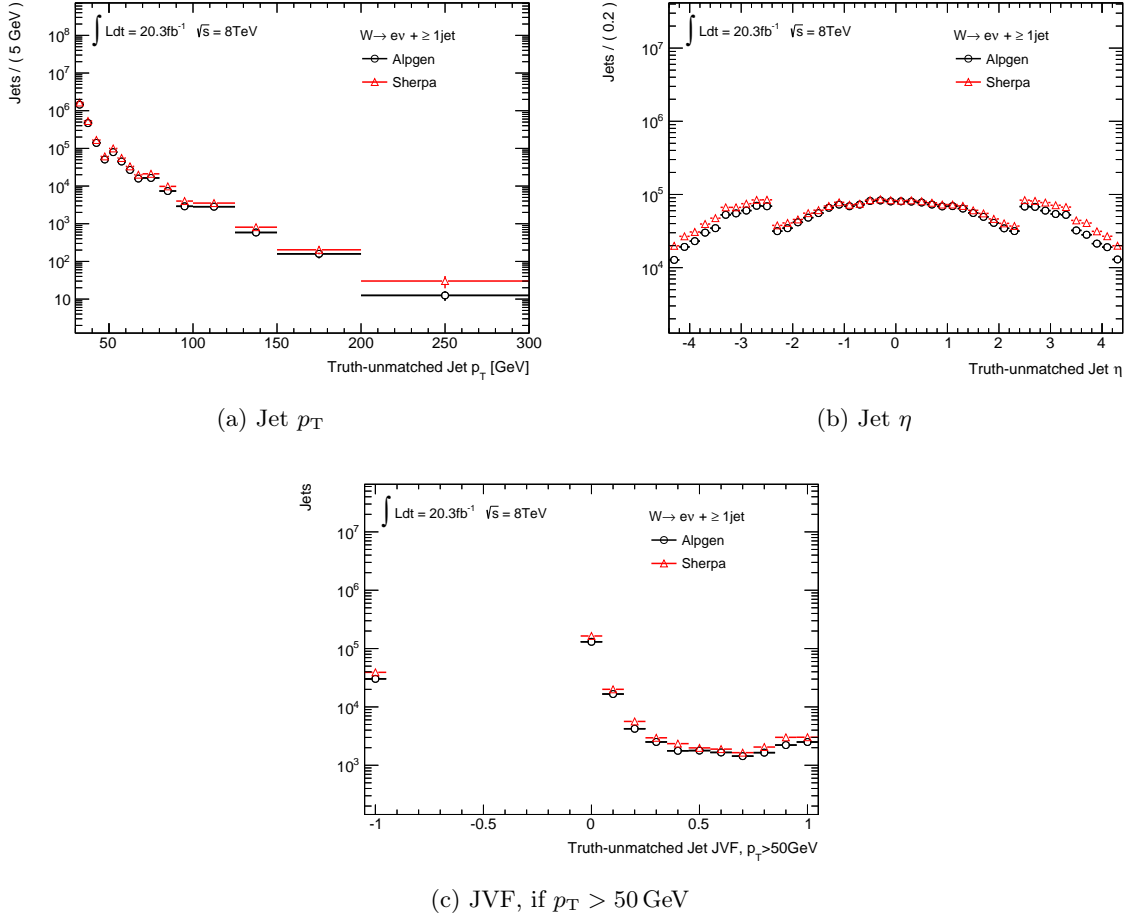 Jets / ( 5 GeV )
∫ Ldt = 20.3fb⁻¹ √s = 8TeV
W→ eν + ≥ 1jet
Alpgen
Sherpa
10⁸
10⁷
10⁶
10⁵
10⁴
10³
10²
10
50 100 150 200 250 300
Truth-unmatched Jet p_T [GeV]
(a) Jet p_T
Jets / ( 0.2 )
∫ Ldt = 20.3fb⁻¹ √s = 8TeV
W→ eν + ≥ 1jet
Alpgen
Sherpa
10⁷
10⁶
10⁵
10⁴
-4 -3 -2 -1 0 1 2 3 4
Truth-unmatched Jet η
(b) Jet η
Jets
∫ Ldt = 20.3fb⁻¹ √s = 8TeV
W→ eν + ≥ 1jet
Alpgen
Sherpa
10⁷
10⁶
10⁵
10⁴
10³
-1 -0.5 0 0.5 1
Truth-unmatched Jet JVF, p_T>50GeV
(c) JVF, if p_T > 50 GeV